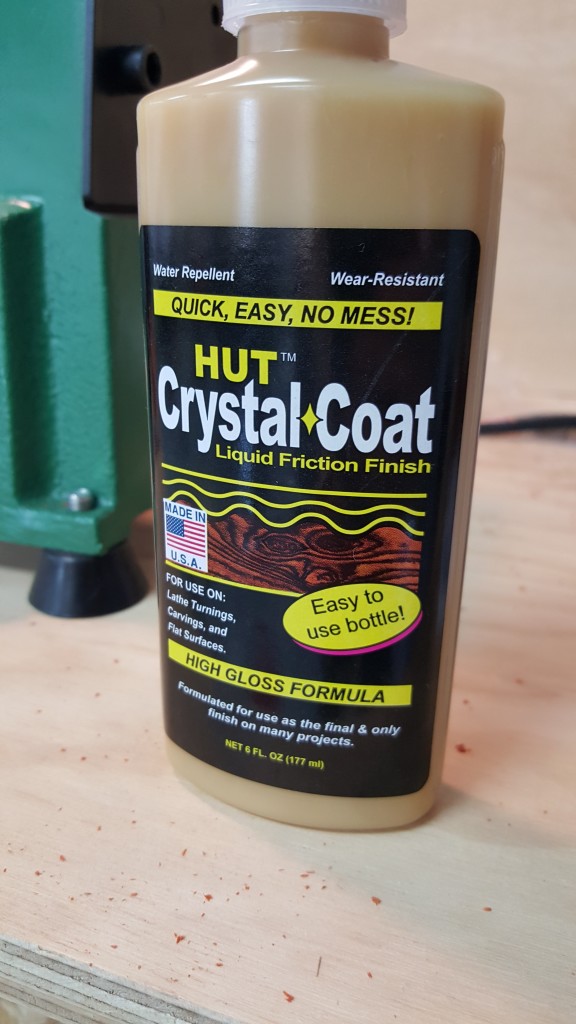 Water Repellent
Wear-Resistant
QUICK, EASY, NO MESS!
HUT™
Crystal Coat
Liquid Friction Finish
MADE IN
U.S.A.
FOR USE ON:
Lathe Turnings,
Carvings, and
Flat Surfaces.
Easy to
use bottle!
HIGH GLOSS FORMULA
Formulated for use as the final & only
finish on many projects.
NET 6 FL. OZ (177 ml)